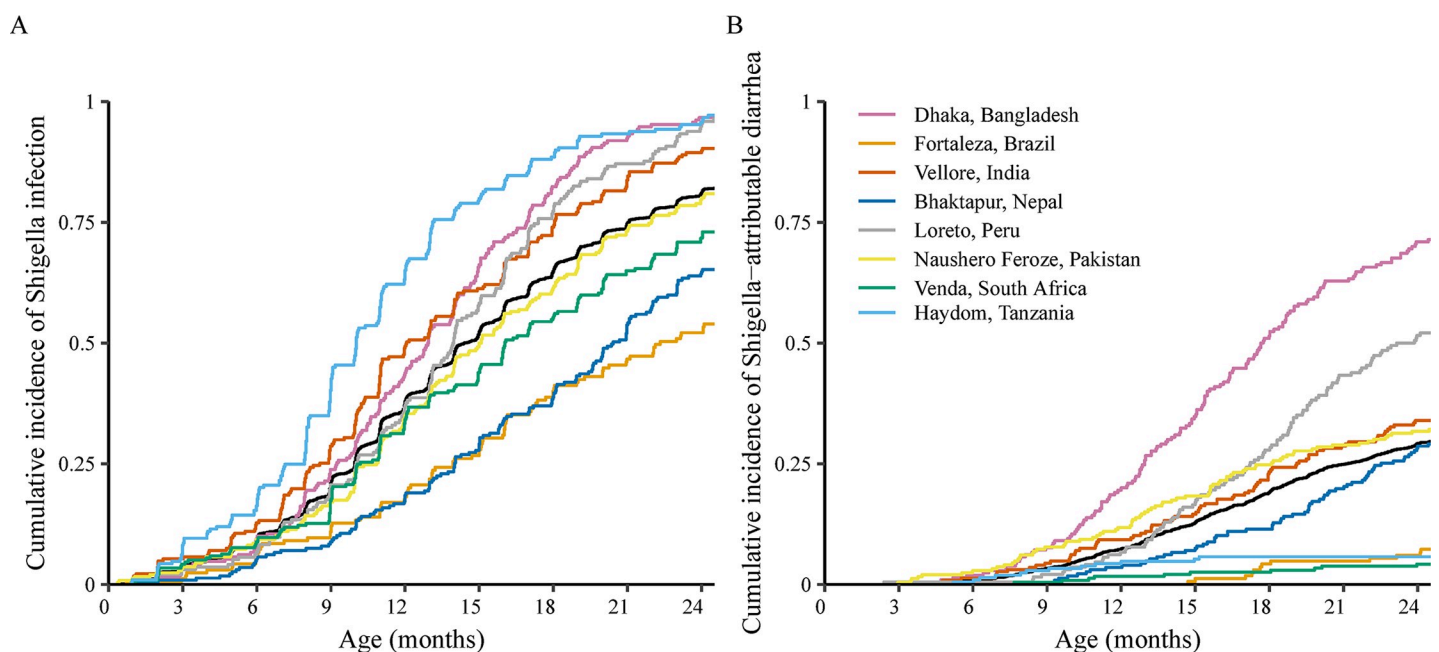 A
Cumulative incidence of Shigella infection
1
0.75
0.5
0.25
0
0 3 6 9 12 15 18 21 24
Age (months)
B
Cumulative incidence of Shigella−attributable diarrhea
1
0.75
0.5
0.25
0
Dhaka, Bangladesh
Fortaleza, Brazil
Vellore, India
Bhaktapur, Nepal
Loreto, Peru
Naushero Feroze, Pakistan
Venda, South Africa
Haydom, Tanzania
0 3 6 9 12 15 18 21 24
Age (months)